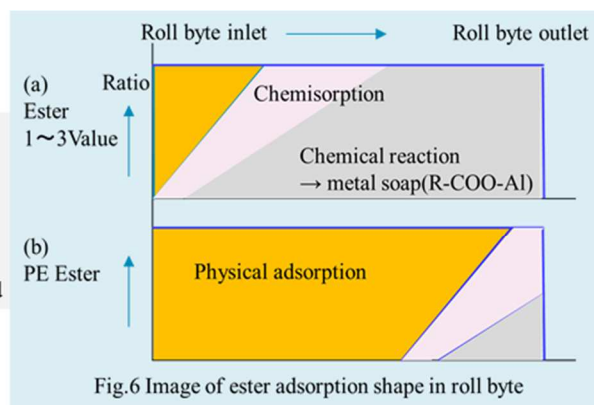 Roll byte inlet
Roll byte outlet
(a)
Ester
1～3Value
Ratio
Chemisorption
Chemical reaction
→ metal soap(R-COO-Al)
(b)
PE Ester
Physical adsorption
Fig.6 Image of ester adsorption shape in roll byte